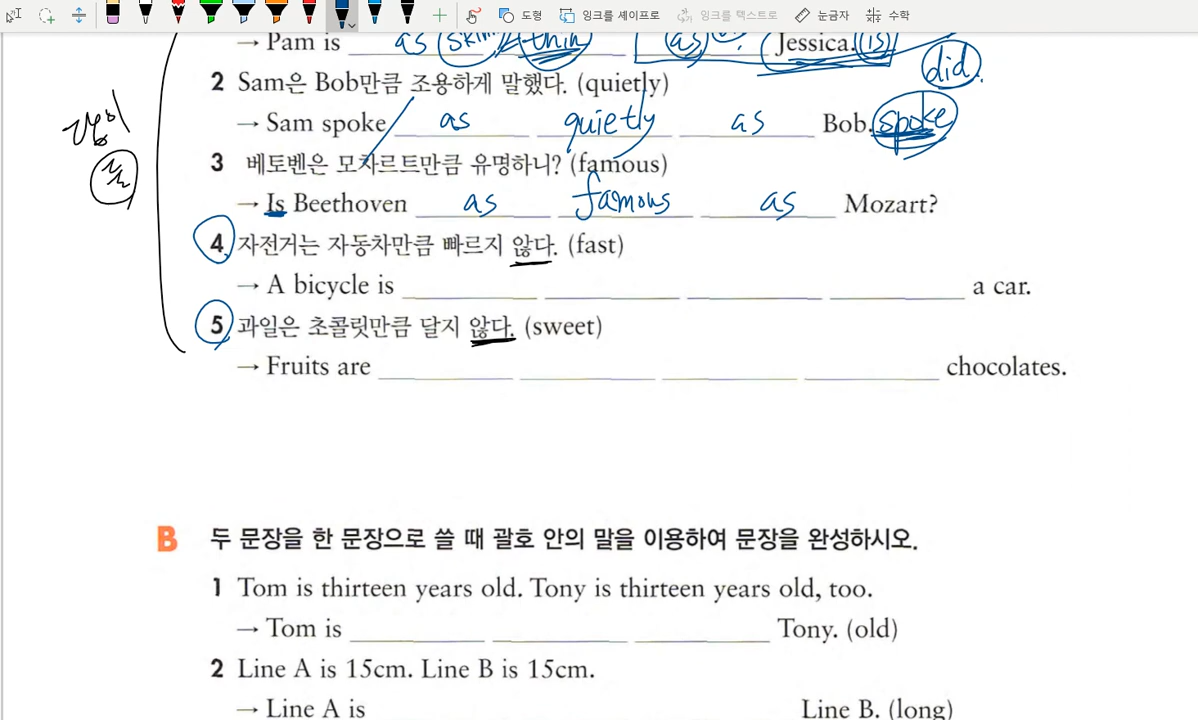 도형 잉크를 셰이프로 잉크를 텍스트로 눈금자 수학
→ Pam is as thin as Jessica. is
did.
2 Sam은 Bob만큼 조용하게 말했다. (quietly)
→ Sam spoke as quietly as Bob. spoke
3 베토벤은 모차르트만큼 유명하니? (famous)
→ Is Beethoven as famous as Mozart?
4 자전거는 자동차만큼 빠르지 않다. (fast)
→ A bicycle is a car.
5 과일은 초콜릿만큼 달지 않다. (sweet)
→ Fruits are chocolates.
B 두 문장을 한 문장으로 쓸 때 괄호 안의 말을 이용하여 문장을 완성하시오.
1 Tom is thirteen years old. Tony is thirteen years old, too.
→ Tom is Tony. (old)
2 Line A is 15cm. Line B is 15cm.
→ Line A is Line B. (long)